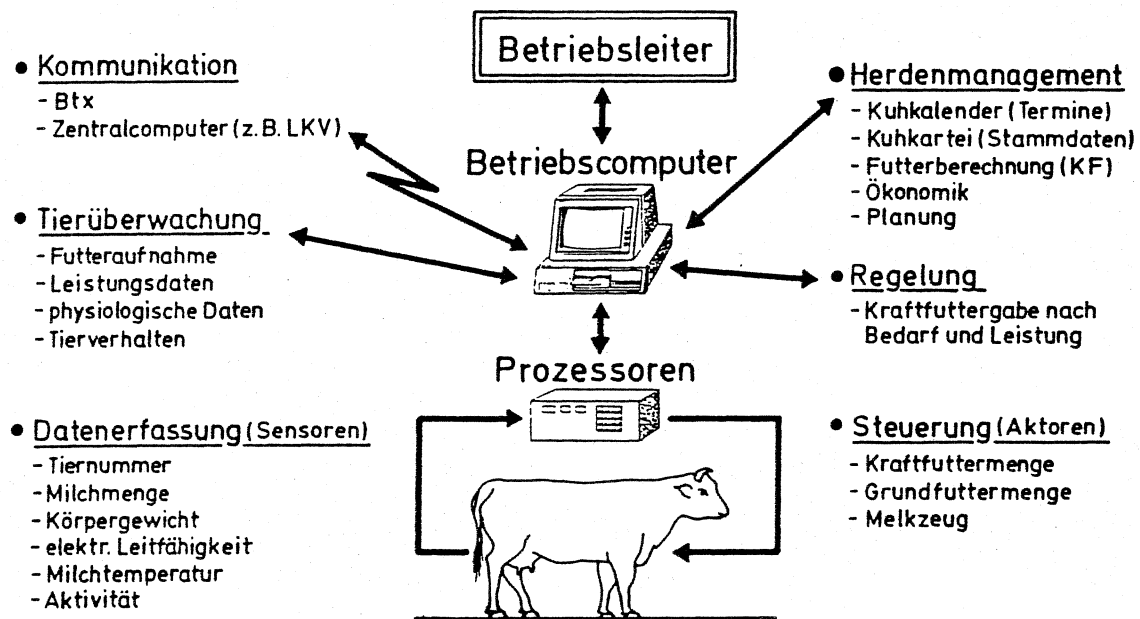 Betriebsleiter
● Kommunikation
- Btx
- Zentralcomputer (z.B. LKV)
● Tierüberwachung
- Futteraufnahme
- Leistungsdaten
- physiologische Daten
- Tierverhalten
● Datenerfassung (Sensoren)
- Tiernummer
- Milchmenge
- Körpergewicht
- elektr. Leitfähigkeit
- Milchtemperatur
- Aktivität
Betriebscomputer
Prozessoren
● Herdenmanagement
- Kuhkalender (Termine)
- Kuhkartei (Stammdaten)
- Futterberechnung (KF)
- Ökonomik
- Planung
● Regelung
- Kraftfuttergabe nach
Bedarf und Leistung
● Steuerung (Aktoren)
- Kraftfuttermenge
- Grundfuttermenge
- Melkzeug